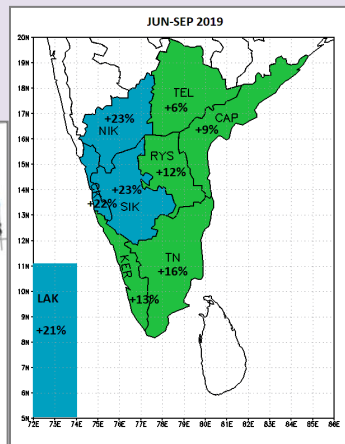 JUN-SEP 2019
20N
19N
18N
17N
16N
15N
14N
13N
12N
11N
10N
9N
8N
7N
6N
5N
TEL
+6%
+23%
NIK
CAP
+9%
RYS
+12%
+23%
+22%
SIK
KER
TN
+16%
+13%
LAK
+21%
72E 73E 74E 75E 76E 77E 78E 79E 80E 81E 82E 83E 84E 85E 86E